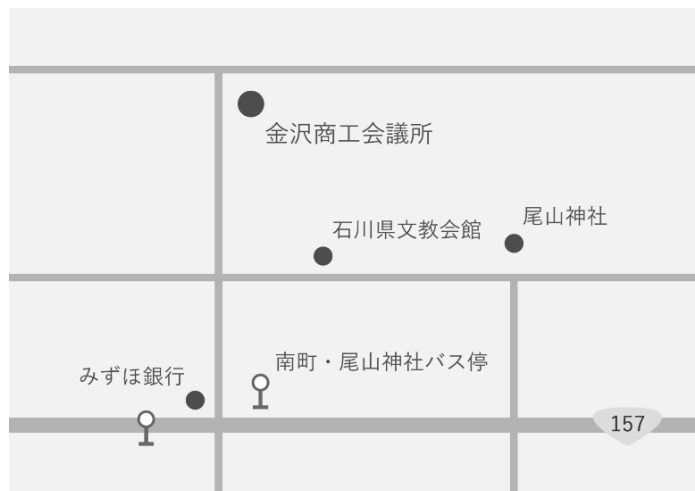 金沢商工会議所
尾山神社
石川県文教会館
南町・尾山神社バス停
みずほ銀行
157